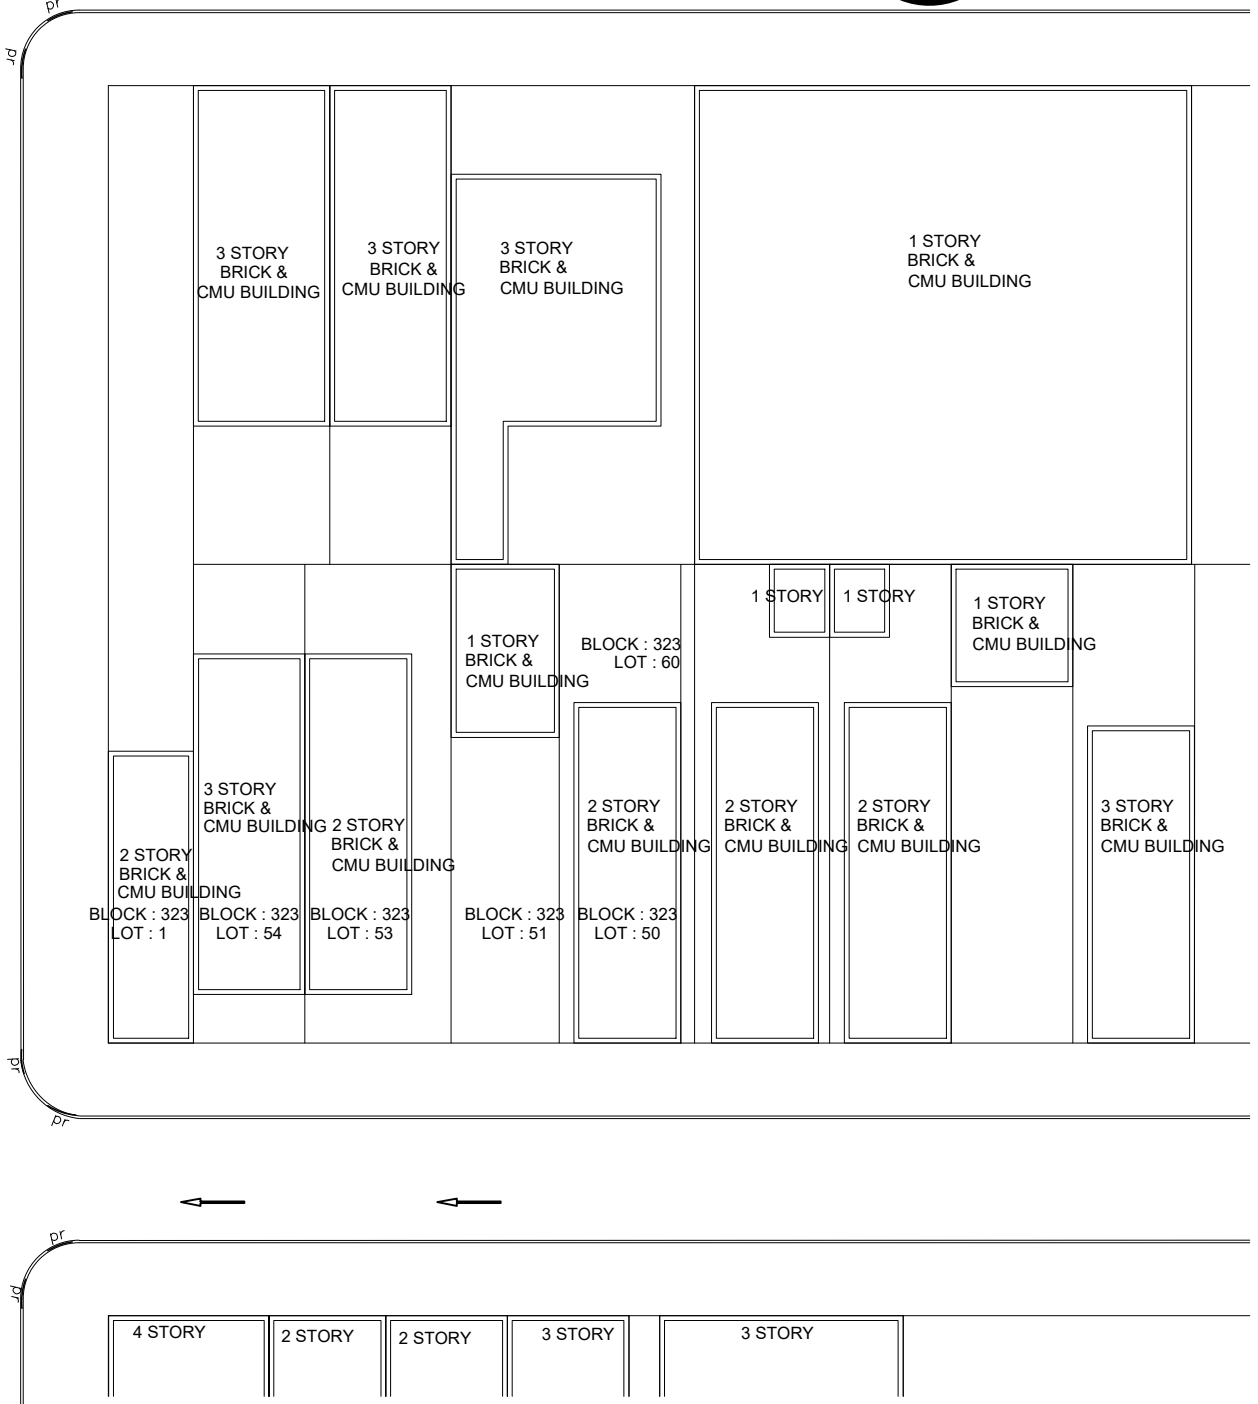 pr
pr
3 STORY
BRICK &
CMU BUILDING
3 STORY
BRICK &
CMU BUILDING
3 STORY
BRICK &
CMU BUILDING
1 STORY
BRICK &
CMU BUILDING
1 STORY
1 STORY
1 STORY
BRICK &
CMU BUILDING
1 STORY
BRICK &
CMU BUILDING
BLOCK : 323
LOT : 60
3 STORY
BRICK &
CMU BUILDING
2 STORY
BRICK &
CMU BUILDING
2 STORY
BRICK &
CMU BUILDING
2 STORY
BRICK &
CMU BUILDING
2 STORY
BRICK &
CMU BUILDING
3 STORY
BRICK &
CMU BUILDING
2 STORY
BRICK &
CMU BUILDING
BLOCK : 323
LOT : 1
BLOCK : 323
LOT : 54
BLOCK : 323
LOT : 53
BLOCK : 323
LOT : 51
BLOCK : 323
LOT : 50
pr
pr
pr
pr
4 STORY
2 STORY
2 STORY
3 STORY
3 STORY